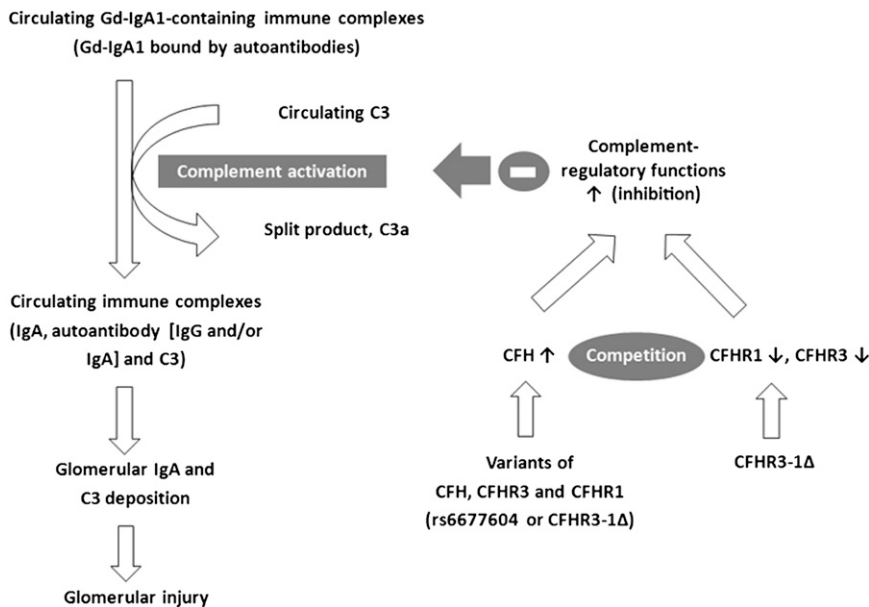 Circulating Gd-IgA1-containing immune complexes
(Gd-IgA1 bound by autoantibodies)
Circulating C3
Complement activation
Split product, C3a
Complement-
regulatory functions
↑ (inhibition)
Circulating immune complexes
(IgA, autoantibody [IgG and/or
IgA] and C3)
CFH ↑
Competition
CFHR1 ↓, CFHR3 ↓
Glomerular IgA and
C3 deposition
Variants of
CFH, CFHR3 and CFHR1
(rs6677604 or CFHR3-1Δ)
CFHR3-1Δ
Glomerular injury